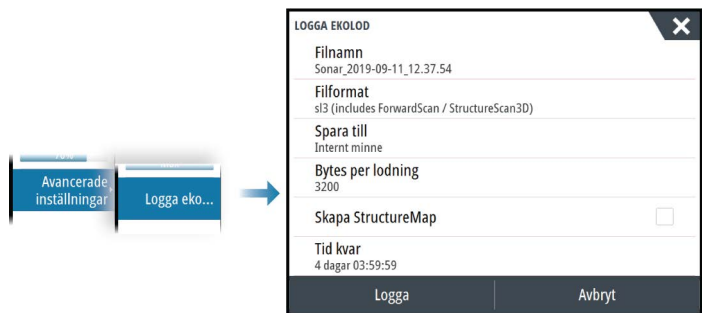 Avancerade
inställningar
Logga eko...
LOGGA EKOLOD
Filnamn
Sonar_2019-09-11_12.37.54
Filformat
sl3 (includes ForwardScan / StructureScan3D)
Spara till
Internt minne
Bytes per lodning
3200
Skapa StructureMap
Tid kvar
4 dagar 03:59:59
Logga
Avbryt